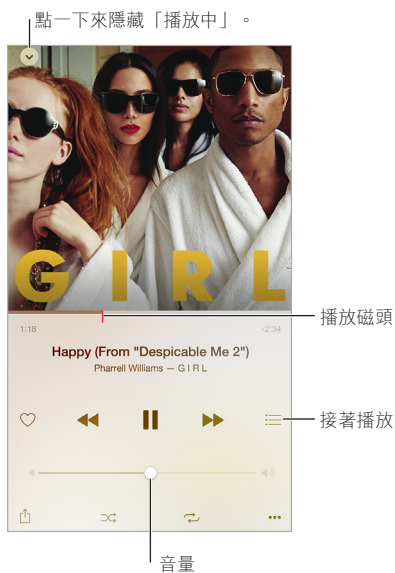 點一下來隱藏「播放中」。
GIRL
播放磁頭
1:18
-2:34
Happy (From "Despicable Me 2")
Pharrell Williams — G I R L
接著播放
音量